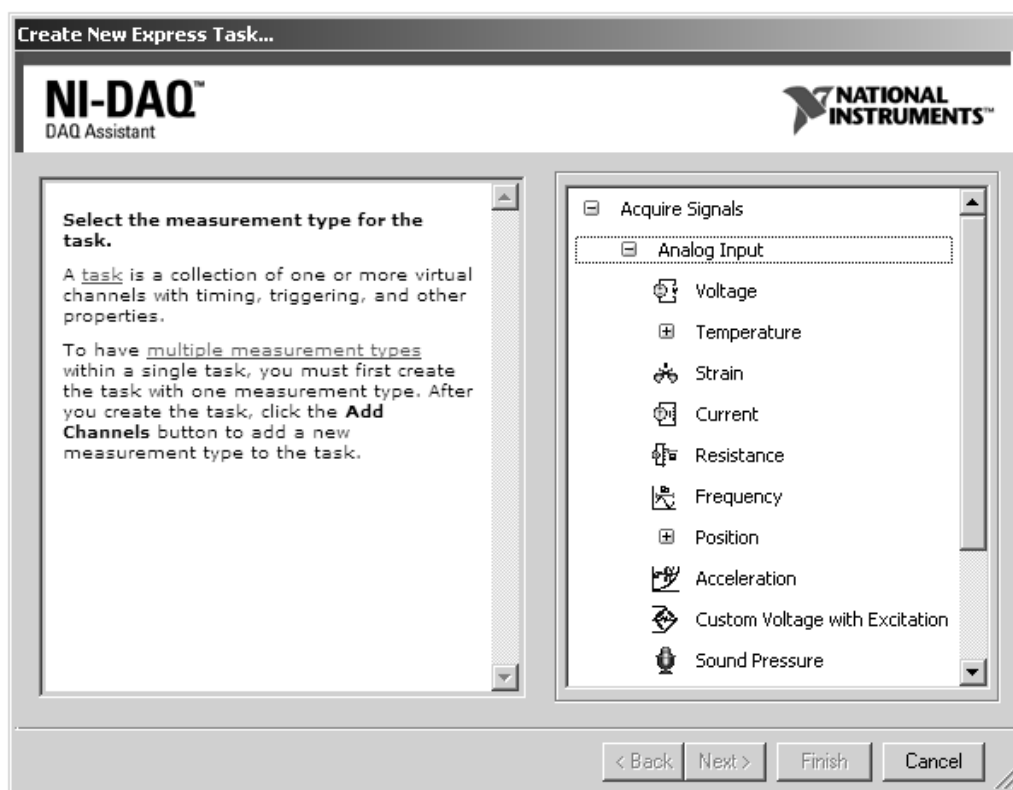 Create New Express Task...
NI-DAQ™
DAQ Assistant
NATIONAL
INSTRUMENTS™
Select the measurement type for the
task.
A task is a collection of one or more virtual
channels with timing, triggering, and other
properties.
To have multiple measurement types
within a single task, you must first create
the task with one measurement type. After
you create the task, click the Add
Channels button to add a new
measurement type to the task.
Acquire Signals
Analog Input
Voltage
Temperature
Strain
Current
Resistance
Frequency
Position
Acceleration
Custom Voltage with Excitation
Sound Pressure
< Back Next > Finish Cancel